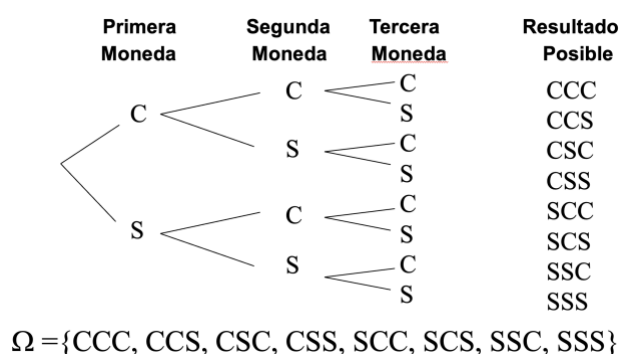 Primera Segunda Tercera Resultado
Moneda Moneda Moneda Posible
C C C CCC
S CCS
S C CSC
S CSS
S C C SCC
S SCS
S C SSC
S SSS
Ω ={CCC, CCS, CSC, CSS, SCC, SCS, SSC, SSS}